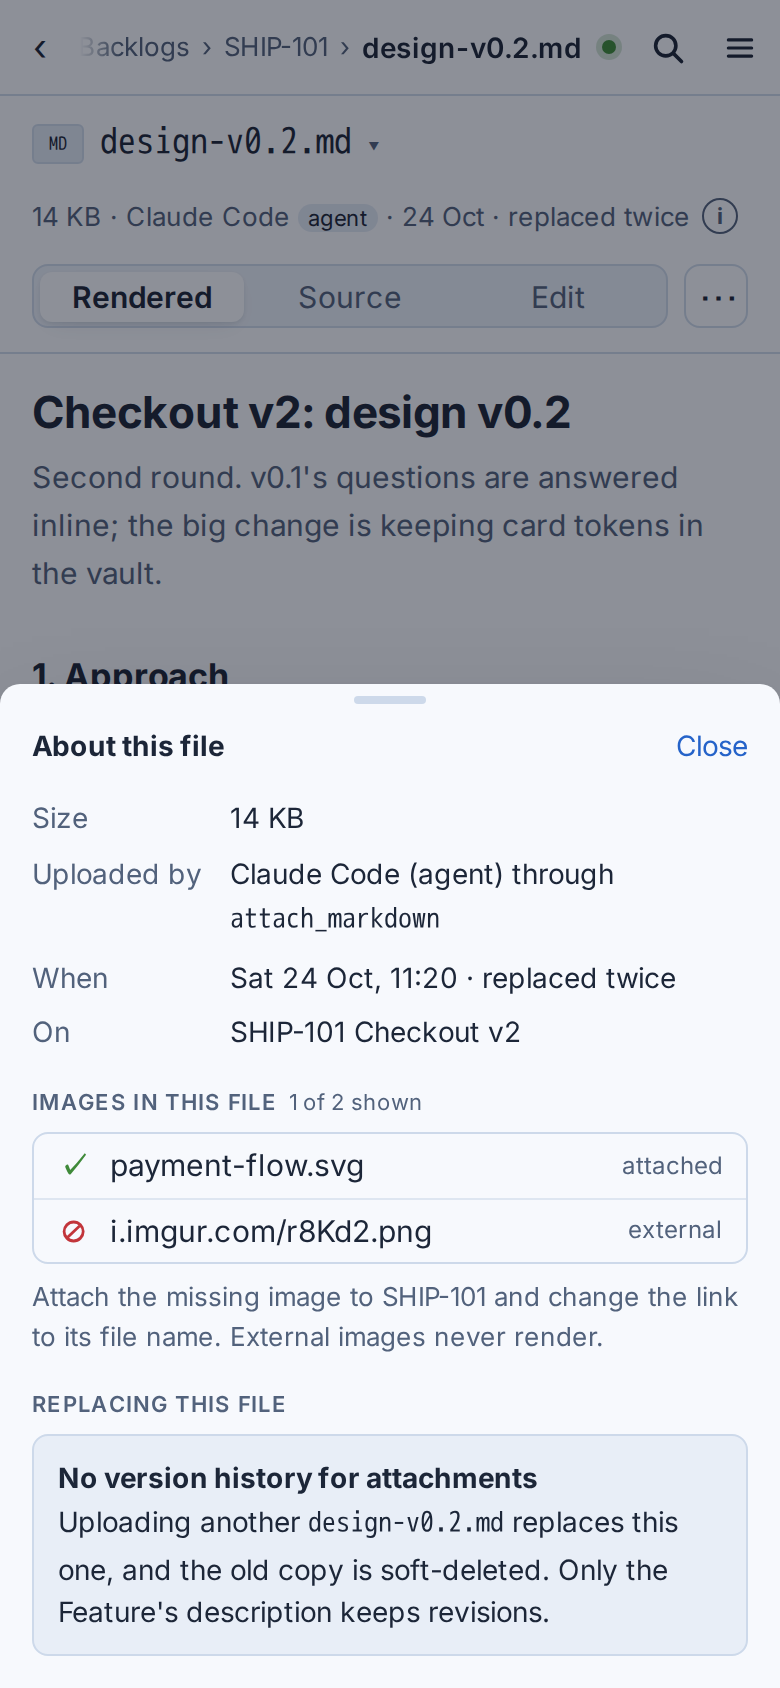 Backlogs › SHIP-101 › design-v0.2.md
MD design-v0.2.md
14 KB · Claude Code agent · 24 Oct · replaced twice i
Rendered Source Edit ...
Checkout v2: design v0.2
Second round. v0.1's questions are answered
inline; the big change is keeping card tokens in
the vault.
1. Approach
About this file Close
Size 14 KB
Uploaded by Claude Code (agent) through
attach_markdown
When Sat 24 Oct, 11:20 · replaced twice
On SHIP-101 Checkout v2
IMAGES IN THIS FILE 1 of 2 shown
✓ payment-flow.svg attached
i.imgur.com/r8Kd2.png external
Attach the missing image to SHIP-101 and change the link
to its file name. External images never render.
REPLACING THIS FILE
No version history for attachments
Uploading another design-v0.2.md replaces this
one, and the old copy is soft-deleted. Only the
Feature's description keeps revisions.